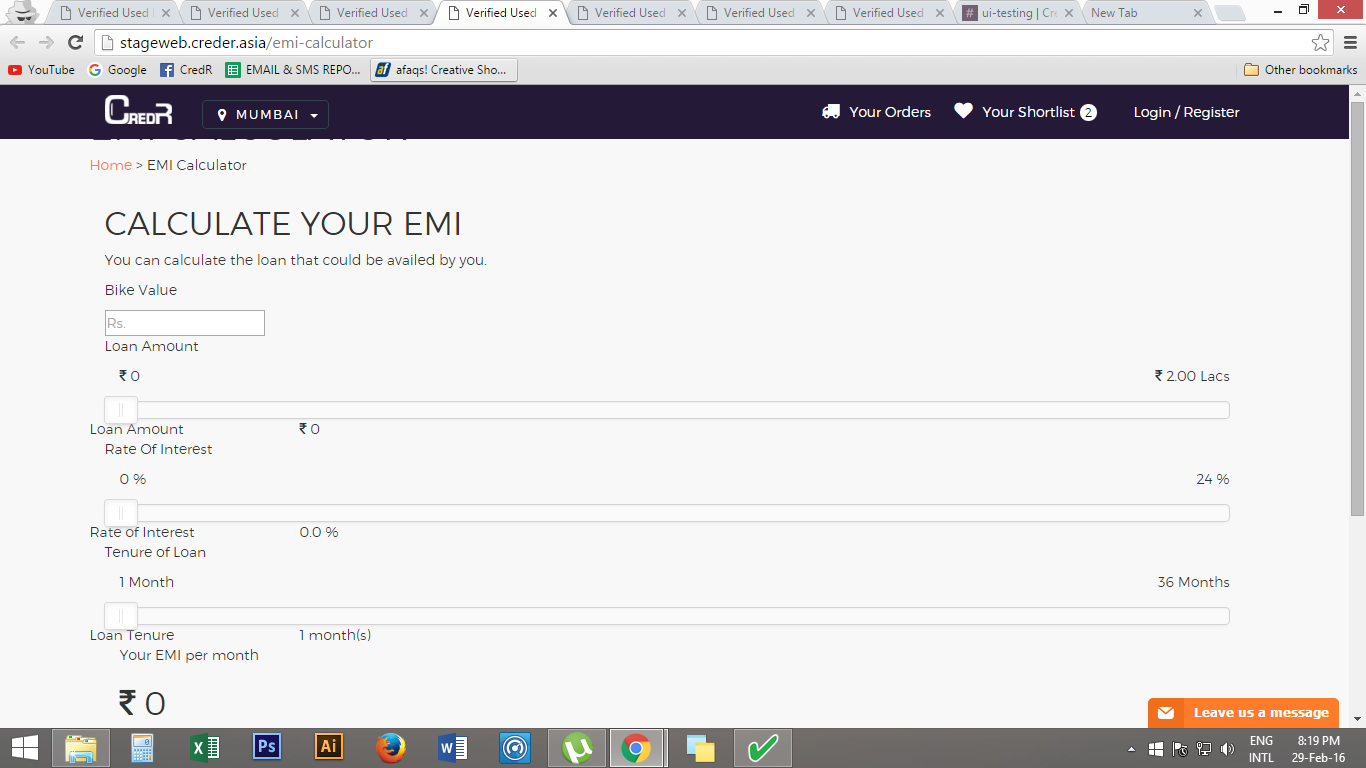 Verified Used
Verified Used
Verified Used
Verified Used
Verified Used
Verified Used
Verified Used
# ui-testing | Cre
New Tab
stageweb.creder.asia/emi-calculator
YouTube
Google
CredR
EMAIL & SMS REPO...
afaqs! Creative Sho...
Other bookmarks
CREDR
MUMBAI
Your Orders
Your Shortlist 2
Login / Register
Home > EMI Calculator
CALCULATE YOUR EMI
You can calculate the loan that could be availed by you.
Bike Value
Rs.
Loan Amount
₹ 0
₹ 2.00 Lacs
Loan Amount
₹ 0
Rate Of Interest
0 %
24 %
Rate of Interest
0.0 %
Tenure of Loan
1 Month
36 Months
Loan Tenure
1 month(s)
Your EMI per month
₹ 0
Leave us a message
Ps
Ai
ENG
INTL
8:19 PM
29-Feb-16